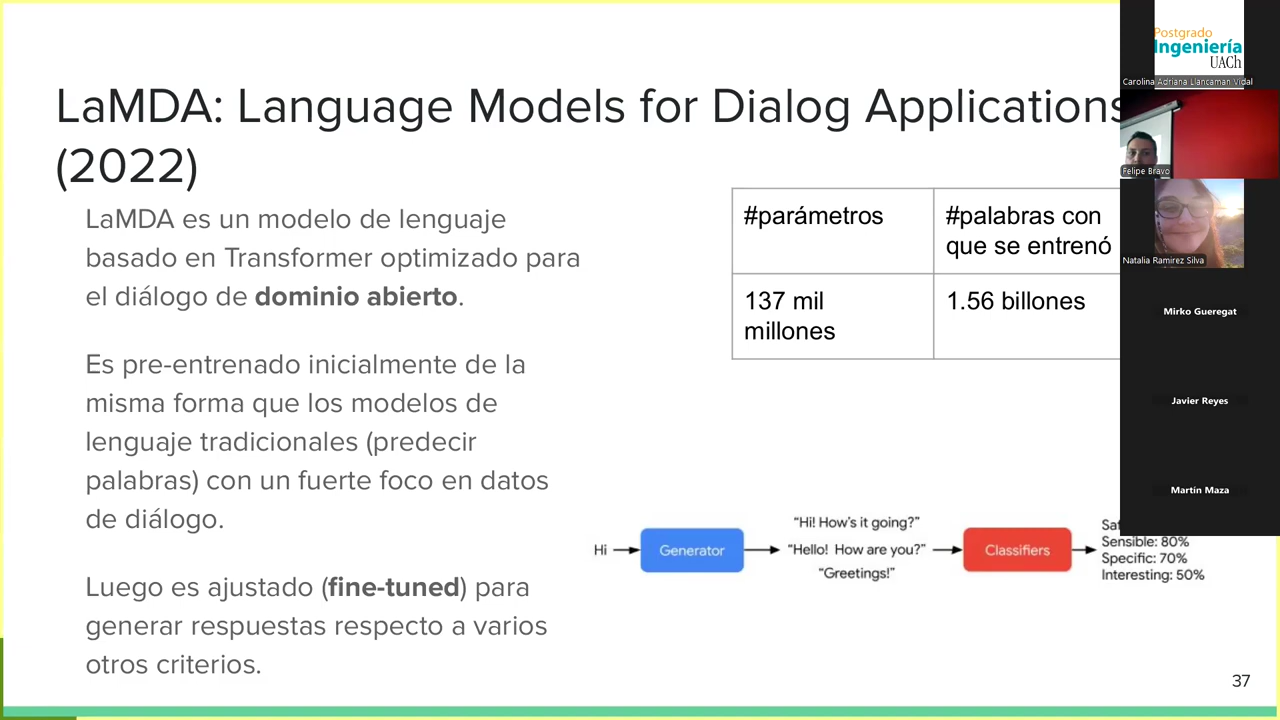 LaMDA: Language Models for Dialog Applications
(2022)
LaMDA es un modelo de lenguaje
basado en Transformer optimizado para
el diálogo de dominio abierto.
Es pre-entrenado inicialmente de la
misma forma que los modelos de
lenguaje tradicionales (predecir
palabras) con un fuerte foco en datos
de diálogo.
Luego es ajustado (fine-tuned) para
generar respuestas respecto a varios
otros criterios.
#parámetros
#palabras con
que se entrenó
137 mil
millones
1.56 billones
Hi
Generator
“Hi! How’s it going?”
“Hello! How are you?”
“Greetings!”
Classifiers
Sensible: 80%
Specific: 70%
Interesting: 50%
37
Postgrado
Ingeniería
UACh
Carolina Adriana Llancaman Vidal
Felipe Bravo
Natalia Ramirez Silva
Mirko Gueregat
Javier Reyes
Martín Maza